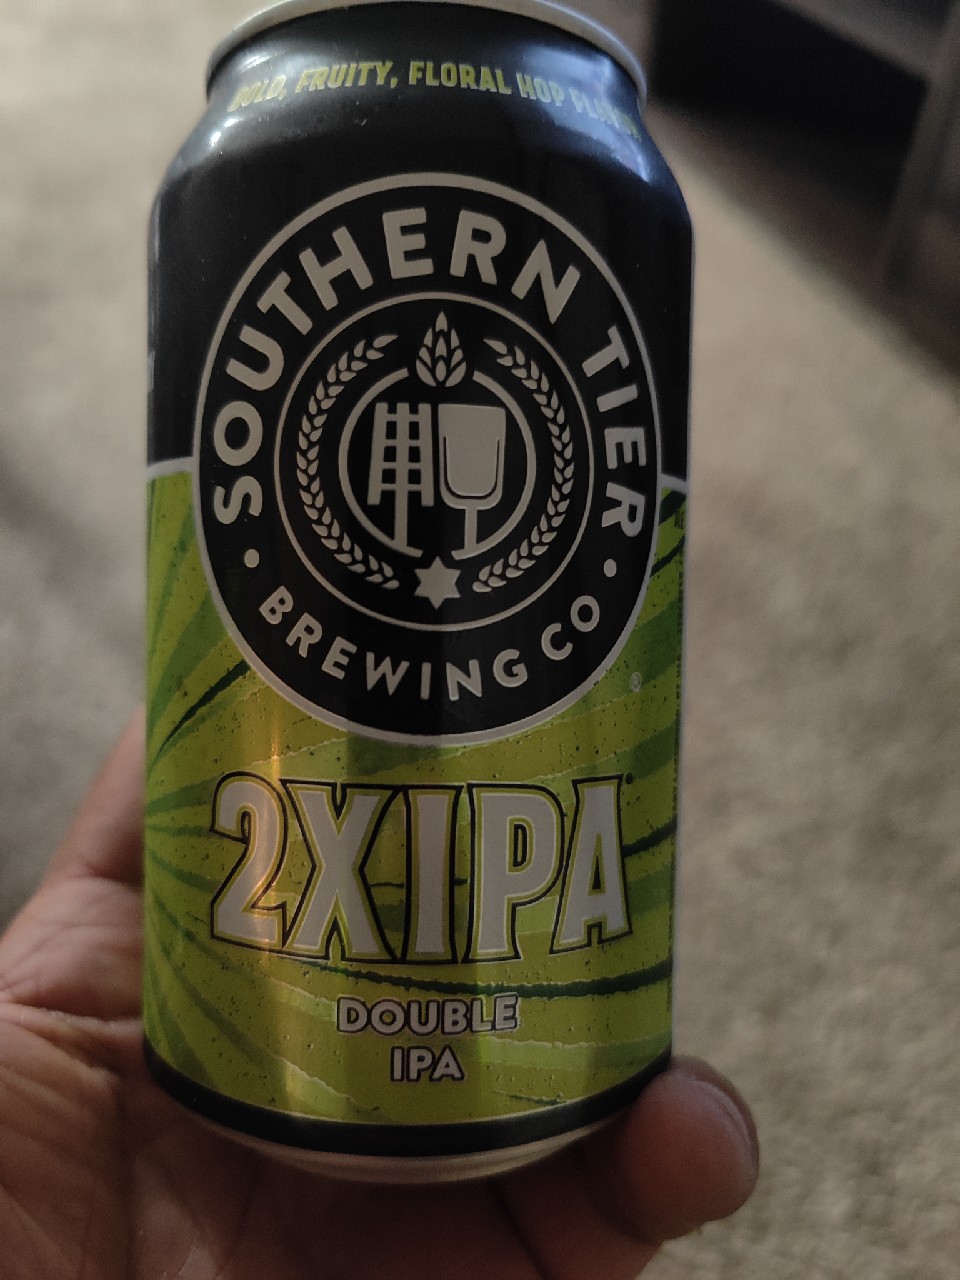 BOLD, FRUITY, FLORAL HOP FLAVOR
SOUTHERN TIER
• BREWING CO •
®
2XIPA
DOUBLE
IPA